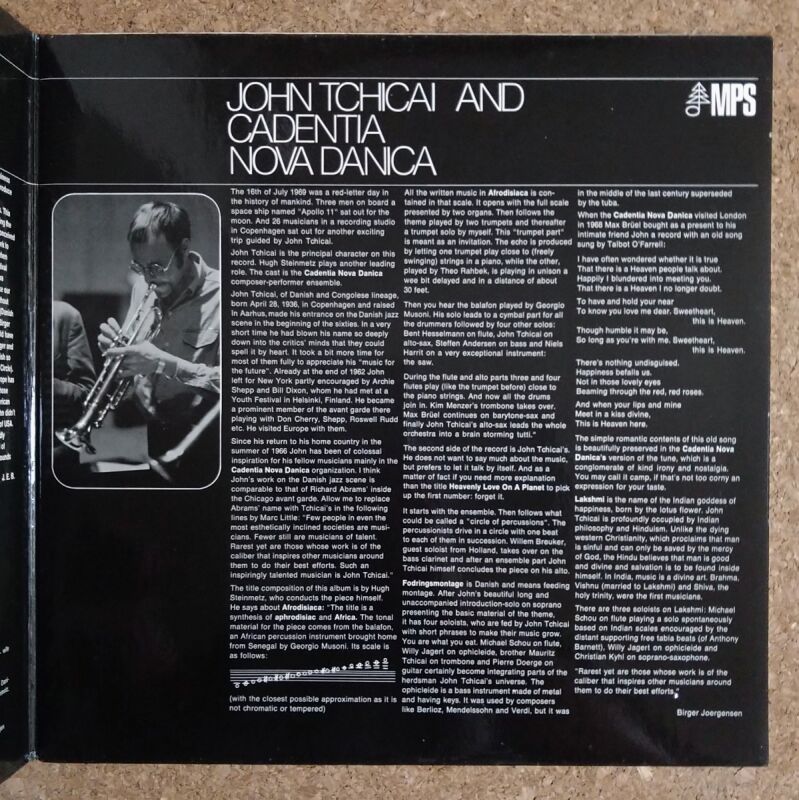 JOHN TCHICAI AND
CADENTIA
NOVA DANICA
MPS
The 16th of July 1969 was a red-letter day in
the history of mankind. Three men on board a
space ship named "Apollo 11" sat out for the
moon. And 26 musicians in a recording studio
in Copenhagen sat out for another exciting
trip guided by John Tchicai.
John Tchicai is the principal character on this
record. Hugh Steinmetz plays another leading
role. The cast is the Cadentia Nova Danica
composer-performer ensemble.
John Tchicai, of Danish and Congolese lineage,
born April 28, 1936, in Copenhagen and raised
in Aarhus, made his entrance on the Danish jazz
scene in the beginning of the sixties. In a very
short time he had blown his name so deeply
down into the critics' minds that they could
spell it by heart. It took a bit more time for
most of them fully to appreciate his "music for
the future". Already at the end of 1962 John
left for New York partly encouraged by Archie
Shepp and Bill Dixon, whom he had met at a
Youth Festival in Helsinki, Finland. He became
a prominent member of the avant garde there
playing with Don Cherry, Shepp, Roswell Rudd
etc. He visited Europe with them.
Since his return to his home country in the
summer of 1966 John has been of colossal
inspiration for his fellow musicians mainly in the
Cadentia Nova Danica organization. I think
John's work on the Danish jazz scene is
comparable to that of Richard Abrams' inside
the Chicago avant garde. Allow me to replace
Abrams' name with Tchicai's in the following
lines by Marc Little: "Few people in even the
most esthetically inclined societies are musi-
cians. Fewer still are musicians of talent.
Rarest yet are those whose work is of the
caliber that inspires other musicians around
them to do their best efforts. Such an
inspiringly talented musician is John Tchicai."
The title composition of this album is by Hugh
Steinmetz, who conducts the piece himself.
He says about Afrodisiaca: "The title is a
synthesis of aphrodisiac and Africa. The tonal
material for the piece comes from the balafon,
an African percussion instrument brought home
from Senegal by Georgio Musoni. Its scale is
as follows:
(with the closest possible approximation as it is
not chromatic or tempered)
All the written music in Afrodisiaca is con-
tained in that scale. It opens with the full scale
presented by two organs. Then follows the
theme played by two trumpets and thereafter
a trumpet solo by myself. This "trumpet part"
is meant as an invitation. The echo is produced
by letting one trumpet play close to (freely
swinging) strings in a piano, while the other,
played by Theo Rahbek, is playing in unison a
wee bit delayed and in a distance of about
30 feet.
Then you hear the balafon played by Georgio
Musoni. His solo leads to a cymbal part for all
the drummers followed by four other solos:
Bent Hesselmann on flute, John Tchicai on
alto-sax, Steffen Andersen on bass and Niels
Harrit on a very exceptional instrument:
the saw.
During the flute and alto parts three and four
flutes play (like the trumpet before) close to
the piano strings. And now all the drums
join in. Kim Menzer's trombone takes over.
Max Brüel continues on barytone-sax and
finally John Tchicai's alto-sax leads the whole
orchestra into a brain storming tutti."
The second side of the record is John Tchicai's.
He does not want to say much about the music,
but prefers to let it talk by itself. And as a
matter of fact if you need more explanation
than the title Heavenly Love On A Planet to pick
up the first number: forget it.
It starts with the ensemble. Then follows what
could be called a "circle of percussions". The
percussionists drive in a circle with one beat
to each of them in succession. Willem Breuker,
guest soloist from Holland, takes over on the
bass clarinet and after an ensemble part John
Tchicai himself concludes the piece on his alto.
Fodringsmontage is Danish and means feeding
montage. After John's beautiful long and
unaccompanied introduction-solo on soprano
presenting the basic material of the theme,
it has four soloists, who are fed by John Tchicai
with short phrases to make their music grow.
You are what you eat. Michael Schou on flute,
Willy Jagert on ophicleide, brother Mauritz
Tchicai on trombone and Pierre Doerge on
guitar certainly become integrating parts of the
herdsman John Tchicai's universe. The
ophicleide is a bass instrument made of metal
and having keys. It was used by composers
like Berlioz, Mendelssohn and Verdi, but it was
in the middle of the last century superseded
by the tuba.
When the Cadentia Nova Danica visited London
in 1968 Max Brüel bought as a present to his
intimate friend John a record with an old song
sung by Talbot O'Farrell:
I have often wondered whether it is true
That there is a Heaven people talk about.
Happily I blundered into meeting you.
That there is a Heaven I no longer doubt.
To have and hold your near
To know you love me dear. Sweetheart,
this is Heaven.
Though humble it may be,
So long as you're with me. Sweetheart,
this is Heaven.
There's nothing undisguised.
Happiness befalls us.
Not in those lovely eyes
Beaming through the red, red roses.
And when your lips and mine
Meet in a kiss divine,
This is Heaven here.
The simple romantic contents of this old song
is beautifully preserved in the Cadentia Nova
Danica's version of the tune, which is a
conglomerate of kind irony and nostalgia.
You may call it camp, if that's not too corny an
expression for your taste.
Lakshmi is the name of the Indian goddess of
happiness, born by the lotus flower. John
Tchicai is profoundly occupied by Indian
philosophy and Hinduism. Unlike the dying
western Christianity, which proclaims that man
is sinful and can only be saved by the mercy
of God, the Hindu believes that man is good
and divine and salvation is to be found inside
himself. In India, music is a divine art. Brahma,
Vishnu (married to Lakshmi) and Shiva, the
holy trinity, were the first musicians.
There are three soloists on Lakshmi: Michael
Schou on flute playing a solo spontaneously
based on Indian scales encouraged by the
distant supporting free tabla beats (of Anthony
Barnett), Willy Jagert on ophicleide and
Christian Kyhl on soprano-saxophone.
"Rarest yet are those whose work is of the
caliber that inspires other musicians around
them to do their best efforts."
Birger Joergensen
J.E.B.